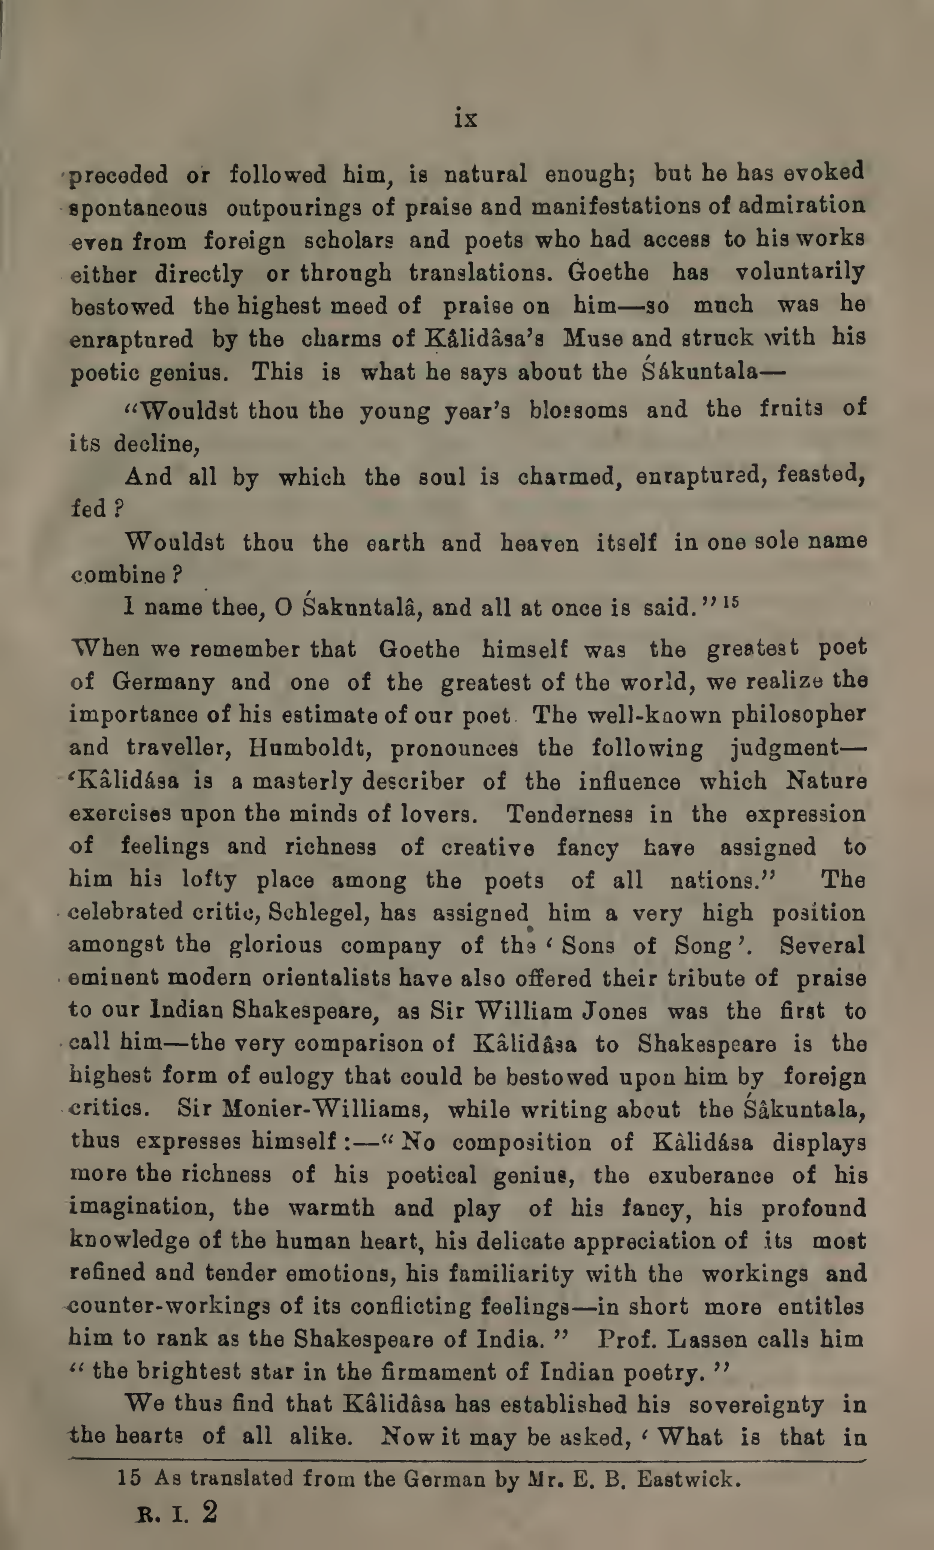 ix
preceded or followed him, is natural enough; but he has evoked
spontaneous outpourings of praise and manifestations of admiration
even from foreign scholars and poets who had access to his works
either directly or through translations. Goethe has voluntarily
bestowed the highest meed of praise on him—so much was he
enraptured by the charms of Kâlidâsa's Muse and struck with his
poetic genius. This is what he says about the Śâkuntala—
"Wouldst thou the young year's blossoms and the fruits of
its decline,
And all by which the soul is charmed, enraptured, feasted,
fed ?
Wouldst thou the earth and heaven itself in one sole name
combine ?
I name thee, O Śakuntalâ, and all at once is said." 15
When we remember that Goethe himself was the greatest poet
of Germany and one of the greatest of the world, we realize the
importance of his estimate of our poet. The well-known philosopher
and traveller, Humboldt, pronounces the following judgment—
'Kâlidâsa is a masterly describer of the influence which Nature
exercises upon the minds of lovers. Tenderness in the expression
of feelings and richness of creative fancy have assigned to
him his lofty place among the poets of all nations." The
celebrated critic, Schlegel, has assigned him a very high position
amongst the glorious company of the ' Sons of Song '. Several
eminent modern orientalists have also offered their tribute of praise
to our Indian Shakespeare, as Sir William Jones was the first to
call him—the very comparison of Kâlidâsa to Shakespeare is the
highest form of eulogy that could be bestowed upon him by foreign
critics. Sir Monier-Williams, while writing about the Śâkuntala,
thus expresses himself :—" No composition of Kâlidâsa displays
more the richness of his poetical genius, the exuberance of his
imagination, the warmth and play of his fancy, his profound
knowledge of the human heart, his delicate appreciation of its most
refined and tender emotions, his familiarity with the workings and
counter-workings of its conflicting feelings—in short more entitles
him to rank as the Shakespeare of India. " Prof. Lassen calls him
" the brightest star in the firmament of Indian poetry. "
We thus find that Kâlidâsa has established his sovereignty in
the hearts of all alike. Now it may be asked, ' What is that in
15 As translated from the German by Mr. E. B. Eastwick.
R. I. 2